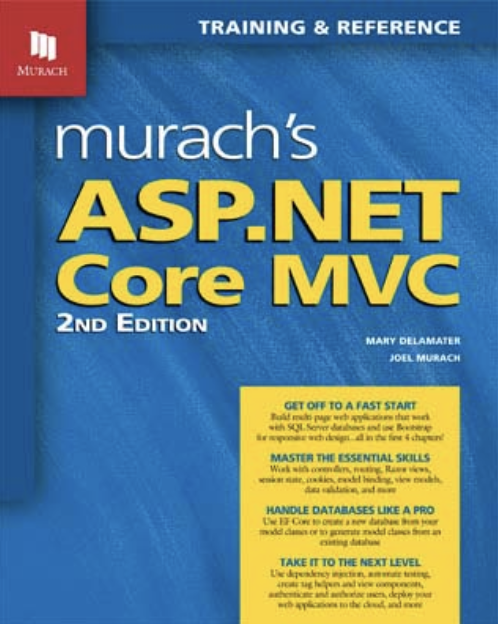 TRAINING & REFERENCE
MURACH
murach's
ASP.NET
Core MVC
2ND EDITION
MARY DELAMATER
JOEL MURACH
GET OFF TO A FAST START
Build multi-page web applications that work
with SQL Server databases and use Bootstrap
for responsive web design...all in the first 4 chapters!
MASTER THE ESSENTIAL SKILLS
Work with controllers, routing, Razor views,
session state, cookies, model binding, view models,
data validation, and more
HANDLE DATABASES LIKE A PRO
Use EF Core to create a new database from your
model classes or to generate model classes from an
existing database
TAKE IT TO THE NEXT LEVEL
Use dependency injection, automate testing,
create tag helpers and view components,
authenticate and authorize users, deploy your
web applications to the cloud, and more